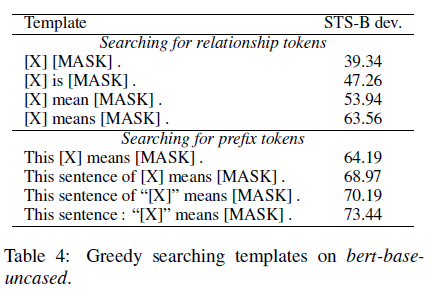 Template STS-B dev.
Searching for relationship tokens
[X] [MASK] . 39.34
[X] is [MASK] . 47.26
[X] mean [MASK] . 53.94
[X] means [MASK] . 63.56
Searching for prefix tokens
This [X] means [MASK] . 64.19
This sentence of [X] means [MASK] . 68.97
This sentence of “[X]” means [MASK] . 70.19
This sentence : “[X]” means [MASK] . 73.44
Table 4: Greedy searching templates on bert-base-
uncased.